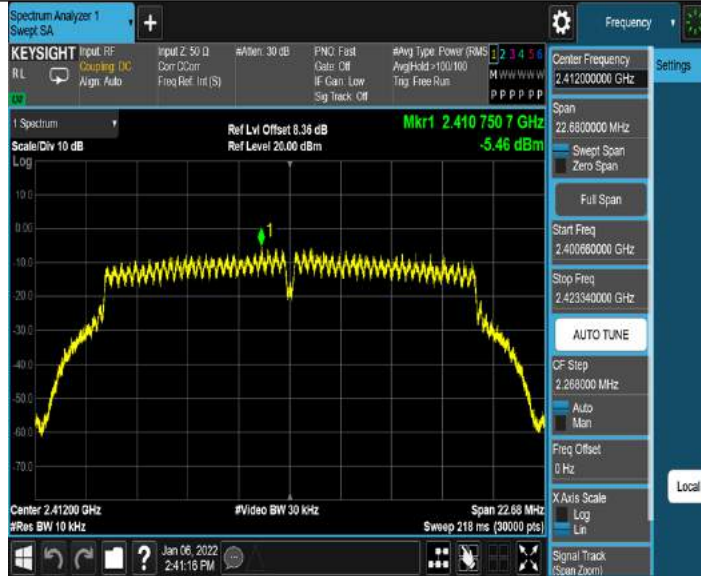 Spectrum Analyzer 1
Swept SA
+
Frequency
KEYSIGHT
RL
Input: RF
Coupling: DC
Align: Auto
Input Z: 50 Ω
Corr CCorr
Freq Ref: Int (S)
#Atten: 30 dB
PNO: Fast
Gate: Off
IF Gain: Low
Sig Track: Off
#Avg Type: Power (RMS
Avg|Hold:>100/100
Trig: Free Run
1 2 3 4 5 6
M W W W W W
P P P P P P
1 Spectrum
Scale/Div 10 dB
Ref Lvl Offset 8.36 dB
Ref Level 20.00 dBm
Mkr1 2.410 750 7 GHz
-5.46 dBm
Log
10.0
0.00
-10.0
-20.0
-30.0
-40.0
-50.0
-60.0
-70.0
1
Center 2.41200 GHz
#Res BW 10 kHz
#Video BW 30 kHz
Span 22.68 MHz
Sweep 218 ms (30000 pts)
Center Frequency
2.412000000 GHz
Span
22.6800000 MHz
Swept Span
Zero Span
Full Span
Start Freq
2.400660000 GHz
Stop Freq
2.423340000 GHz
AUTO TUNE
CF Step
2.268000 MHz
Auto
Man
Freq Offset
0 Hz
X Axis Scale
Log
Lin
Signal Track
(Span Zoom)
Settings
Local
?
Jan 06, 2022
2:41:16 PM